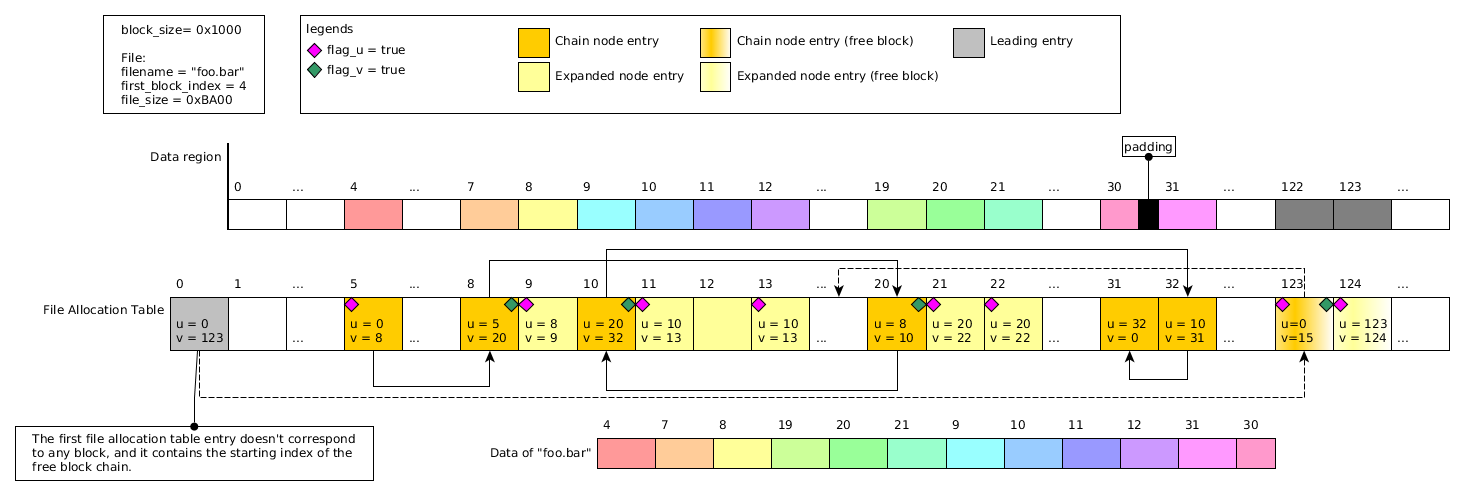 block_size= 0x1000
File:
filename = "foo.bar"
first_block_index = 4
file_size = 0xBA00
legends
flag_u = true
flag_v = true
Chain node entry
Expanded node entry
Chain node entry (free block)
Expanded node entry (free block)
Leading entry
padding
Data region
0 ... 4 ... 7 8 9 10 11 12 ... 19 20 21 ... 30 31 ... 122 123 ...
0 1 ... 5 ... 8 9 10 11 12 13 ... 20 21 22 ... 31 32 ... 123 124 ...
File Allocation Table
u = 0 u = 0 u = 5 u = 8 u = 20 u = 10 u = 10 u = 8 u = 20 u = 20 u = 32 u = 10 u=0 u = 123
v = 123 ... v = 8 ... v = 20 v = 9 v = 32 v = 13 v = 13 ... v = 10 v = 22 v = 22 v = 0 v = 31 ... v=15 v = 124 ...
The first file allocation table entry doesn't correspond
to any block, and it contains the starting index of the
free block chain.
4 7 8 19 20 21 9 10 11 12 31 30
Data of "foo.bar"